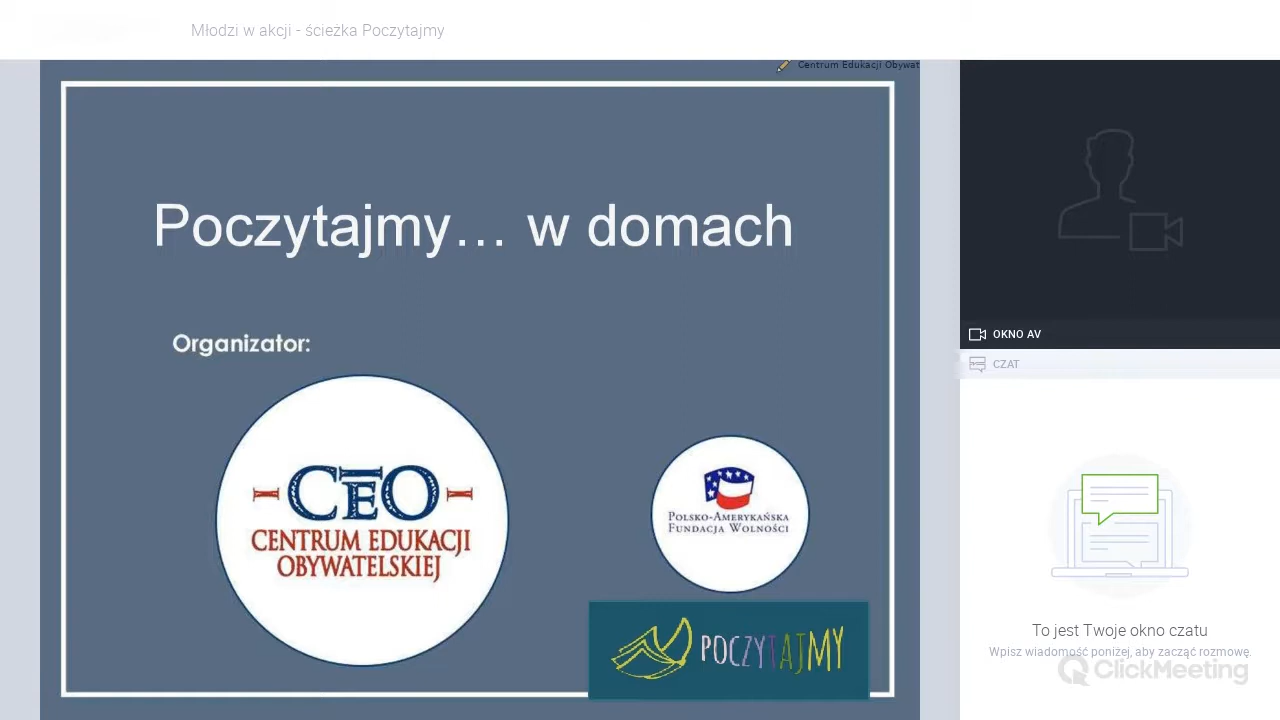 Młodzi w akcji - ścieżka Poczytajmy
Centrum Edukacji Obywat
Poczytajmy... w domach
Organizator:
CEO
CENTRUM EDUKACJI
OBYWATELSKIEJ
POLSKO-AMERYKAŃSKA
FUNDACJA WOLNOŚCI
POCZYTAJMY
OKNO AV
CZAT
To jest Twoje okno czatu
Wpisz wiadomość poniżej, aby zacząć rozmowę.
ClickMeeting